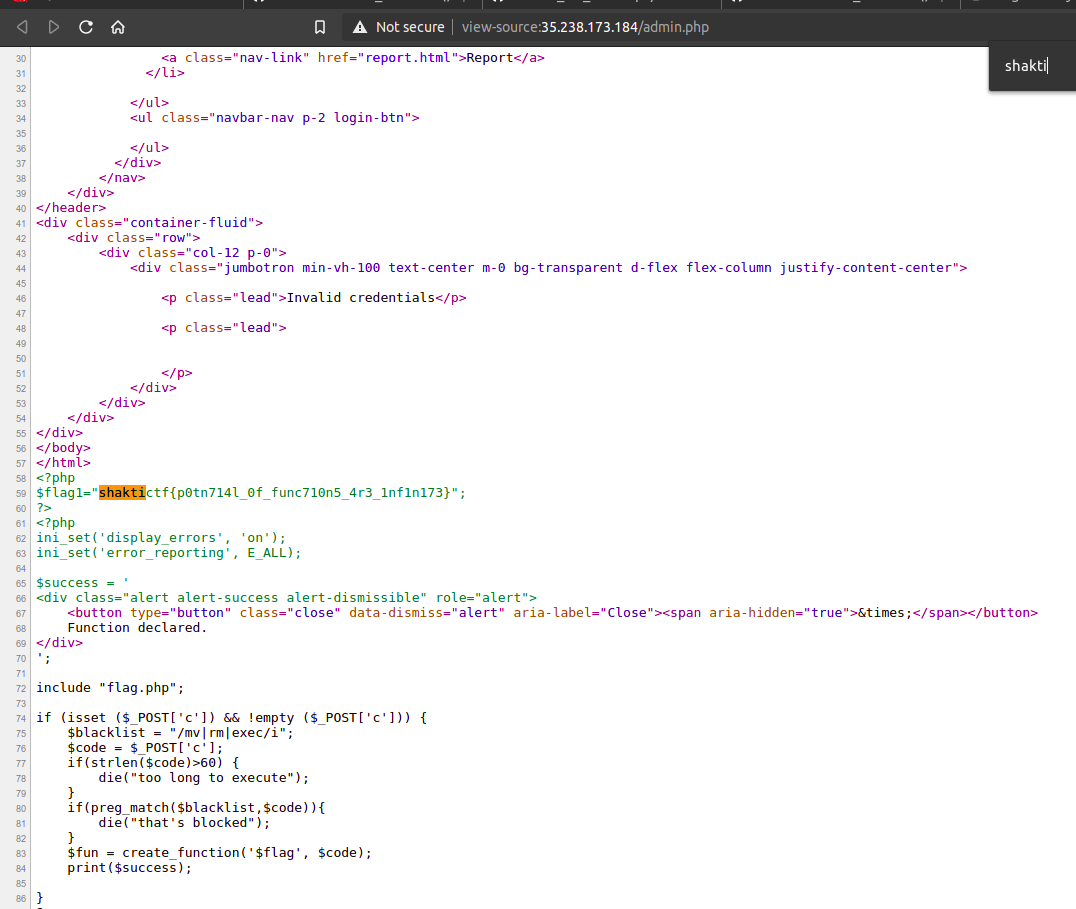 Not secure view-source:35.238.173.184/admin.php
shakti
30 <a class="nav-link" href="report.html">Report</a>
31 </li>
32
33 </ul>
34 <ul class="navbar-nav p-2 login-btn">
35
36 </ul>
37 </div>
38 </nav>
39 </div>
40 </header>
41 <div class="container-fluid">
42 <div class="row">
43 <div class="col-12 p-0">
44 <div class="jumbotron min-vh-100 text-center m-0 bg-transparent d-flex flex-column justify-content-center">
45
46 <p class="lead">Invalid credentials</p>
47
48 <p class="lead">
49
50
51 </p>
52 </div>
53 </div>
54 </div>
55 </div>
56 </body>
57 </html>
58 <?php
59 $flag1="shaktictf{p0tn714l_0f_func710n5_4r3_1nf1n173}";
60 ?>
61 <?php
62 ini_set('display_errors', 'on');
63 ini_set('error_reporting', E_ALL);
64
65 $success = '
66 <div class="alert alert-success alert-dismissible" role="alert">
67 <button type="button" class="close" data-dismiss="alert" aria-label="Close"><span aria-hidden="true">&times;</span></button>
68 Function declared.
69 </div>
70 ';
71
72 include "flag.php";
73
74 if (isset ($_POST['c']) && !empty ($_POST['c'])) {
75 $blacklist = "/mv|rm|exec/i";
76 $code = $_POST['c'];
77 if(strlen($code)>60) {
78 die("too long to execute");
79 }
80 if(preg_match($blacklist,$code)){
81 die("that's blocked");
82 }
83 $fun = create_function('$flag', $code);
84 print($success);
85
86 }